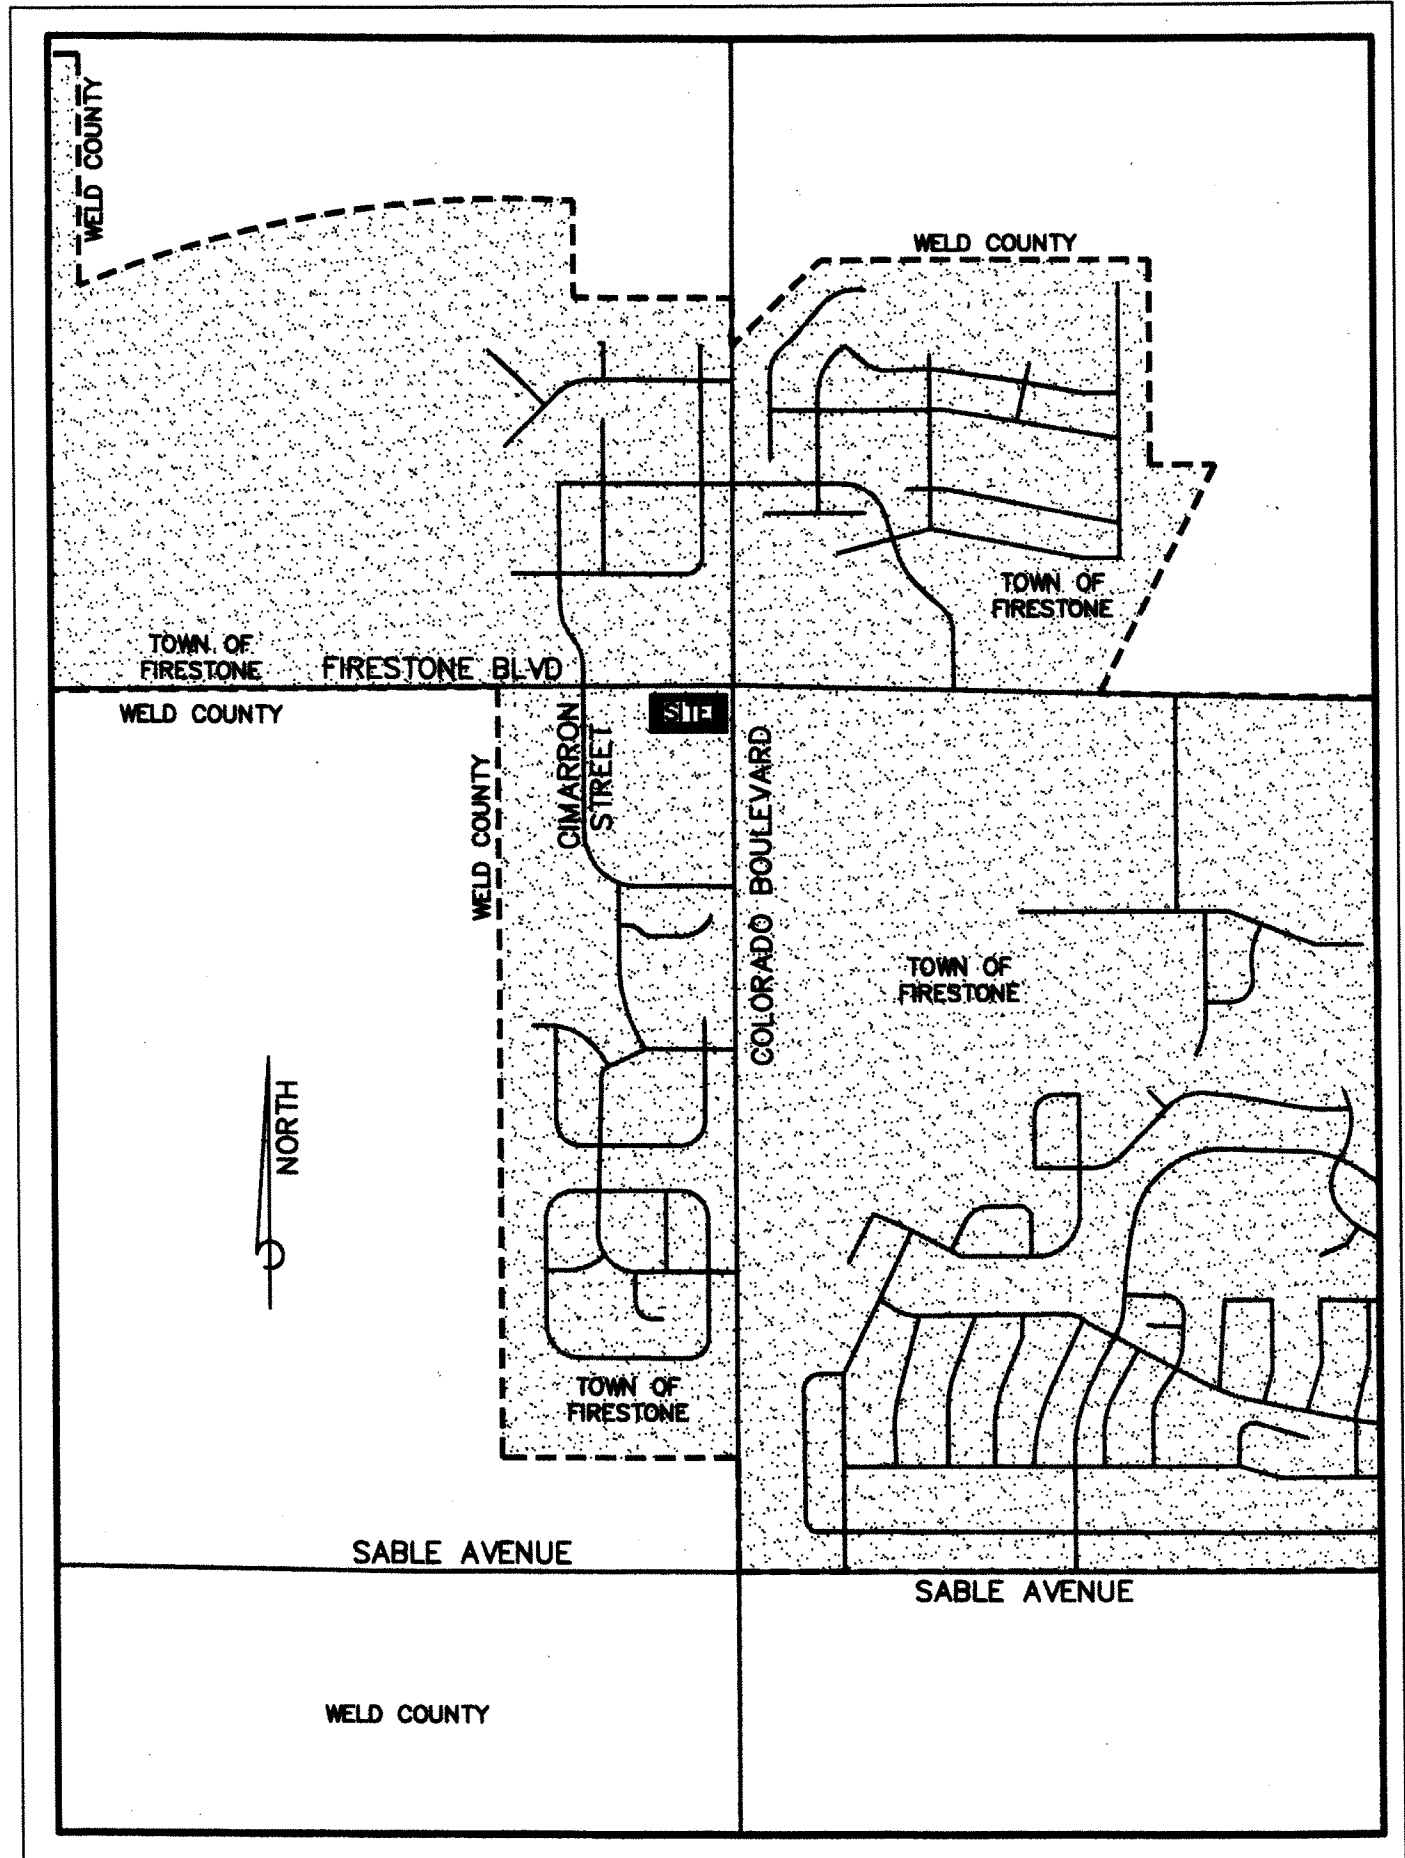 WELD COUNTY
WELD COUNTY
TOWN OF
FIRESTONE
TOWN OF
FIRESTONE
FIRESTONE BLVD
WELD COUNTY
SITE
CIMARRON
STREET
WELD COUNTY
COLORADO BOULEVARD
TOWN OF
FIRESTONE
NORTH
TOWN OF
FIRESTONE
SABLE AVENUE
SABLE AVENUE
WELD COUNTY